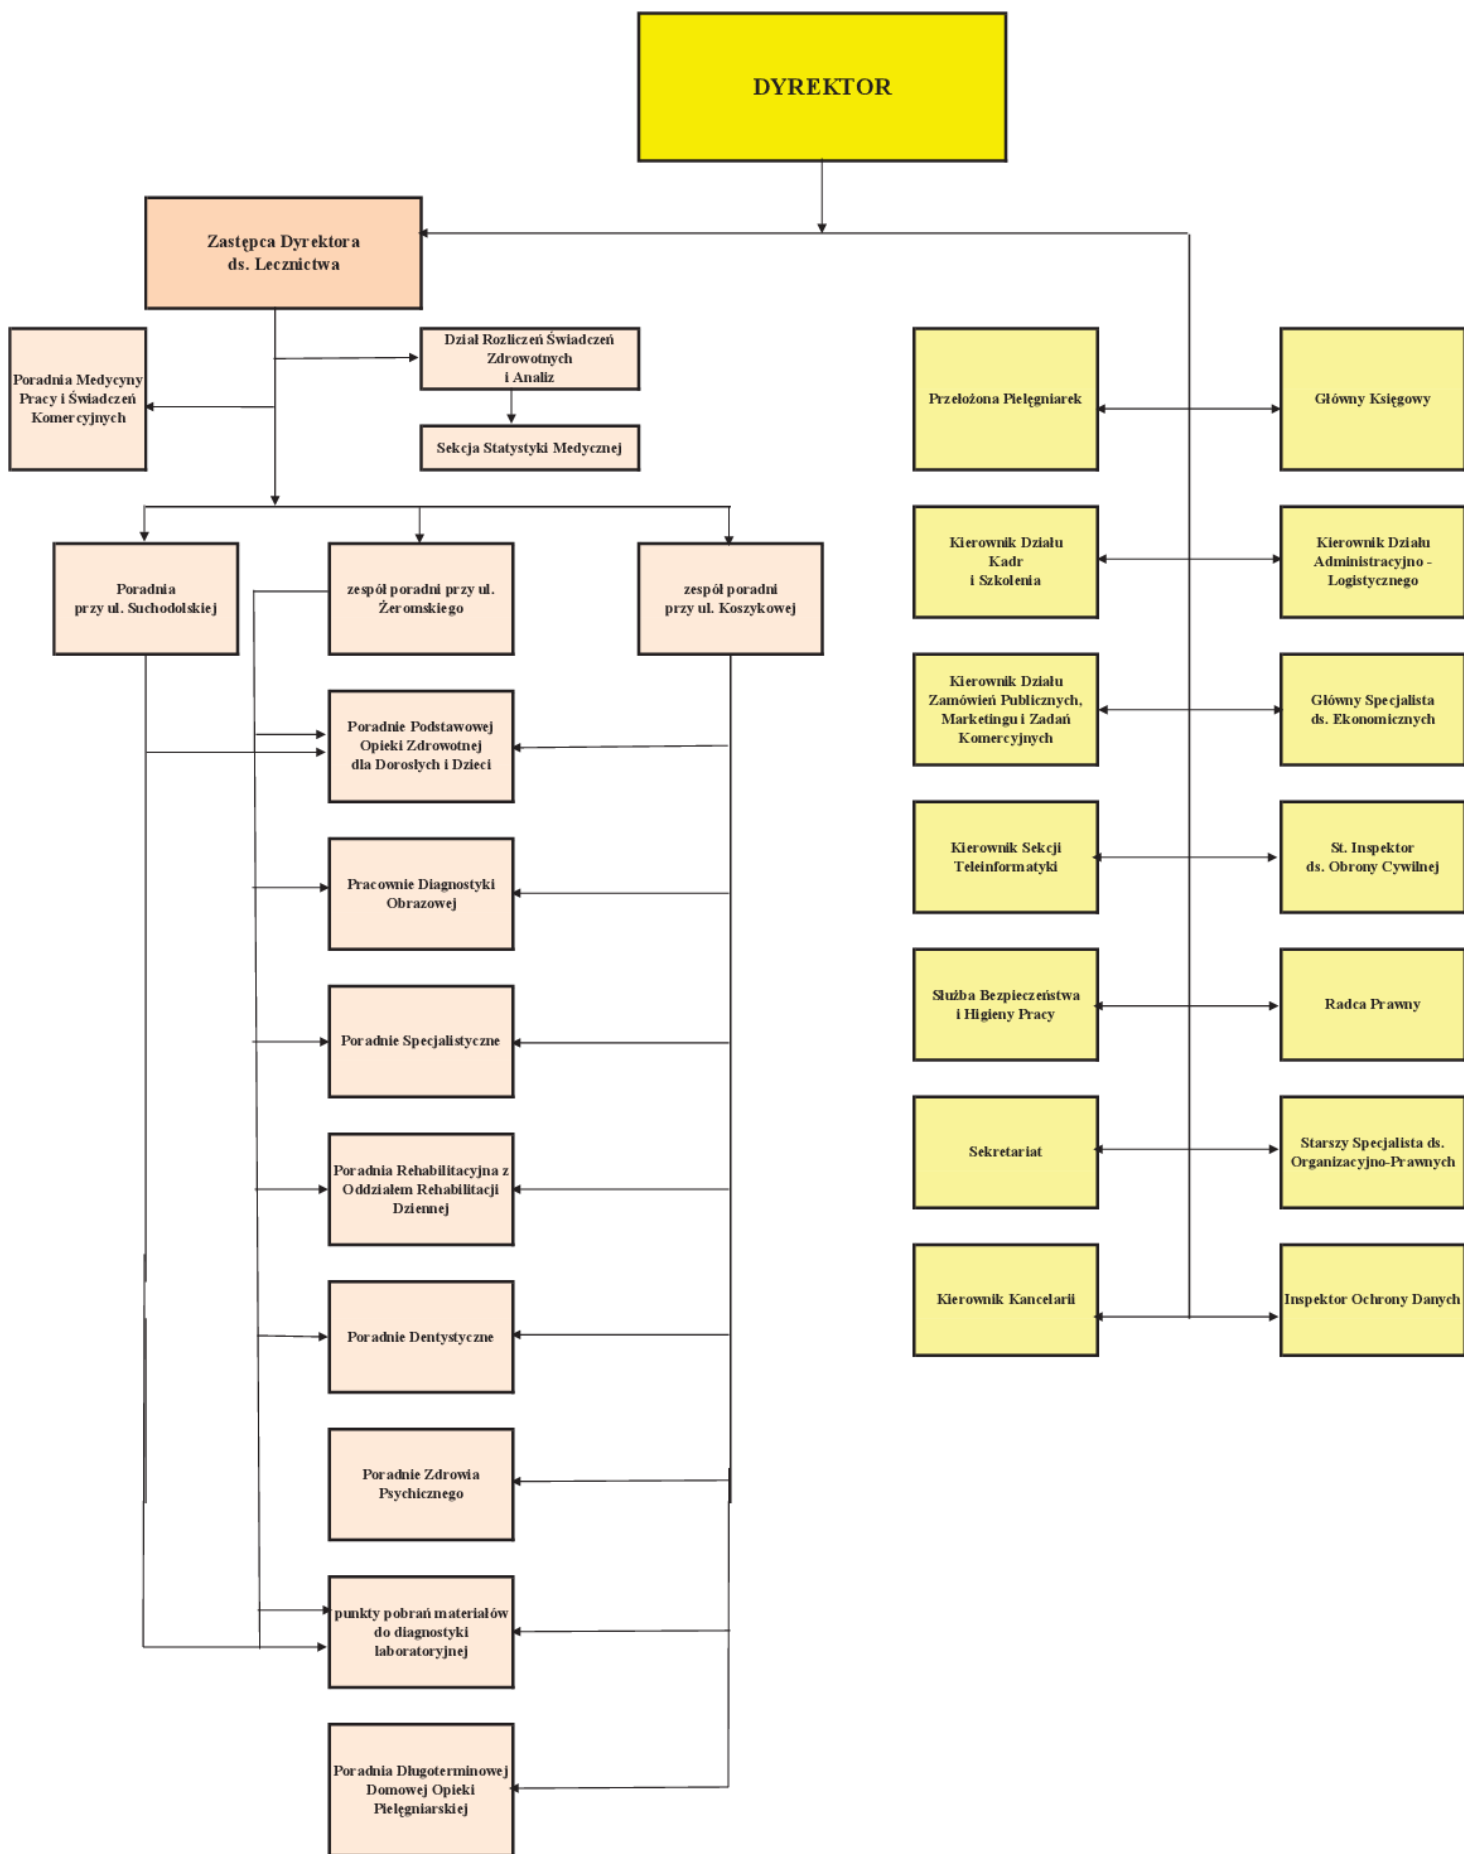 DYREKTOR
Zastępca Dyrektora
ds. Lecznictwa
Poradnia Medycyny
Pracy i Świadczeń
Komercyjnych
Dział Rozliczeń Świadczeń
Zdrowotnych
i Analiz
Sekcja Statystyki Medycznej
Poradnia
przy ul. Suchodolskiej
zespół poradni przy ul.
Żeromskiego
zespół poradni
przy ul. Koszykowej
Poradnie Podstawowej
Opieki Zdrowotnej
dla Dorosłych i Dzieci
Pracownie Diagnostyki
Obrazowej
Poradnie Specjalistyczne
Poradnia Rehabilitacyjna z
Oddziałem Rehabilitacji
Dziennej
Poradnie Dentystyczne
Poradnie Zdrowia
Psychicznego
punkty pobrań materiałów
do diagnostyki
laboratoryjnej
Poradnia Długoterminowej
Domowej Opieki
Pielęgniarskiej
Przełożona Pielęgniarek
Główny Księgowy
Kierownik Działu
Kadr
i Szkolenia
Kierownik Działu
Administracyjno -
Logistycznego
Kierownik Działu
Zamówień Publicznych,
Marketingu i Zadań
Komercyjnych
Główny Specjalista
ds. Ekonomicznych
Kierownik Sekcji
Teleinformatyki
St. Inspektor
ds. Obrony Cywilnej
Służba Bezpieczeństwa
i Higieny Pracy
Radca Prawny
Sekretariat
Starszy Specjalista ds.
Organizacyjno-Prawnych
Kierownik Kancelarii
Inspektor Ochrony Danych